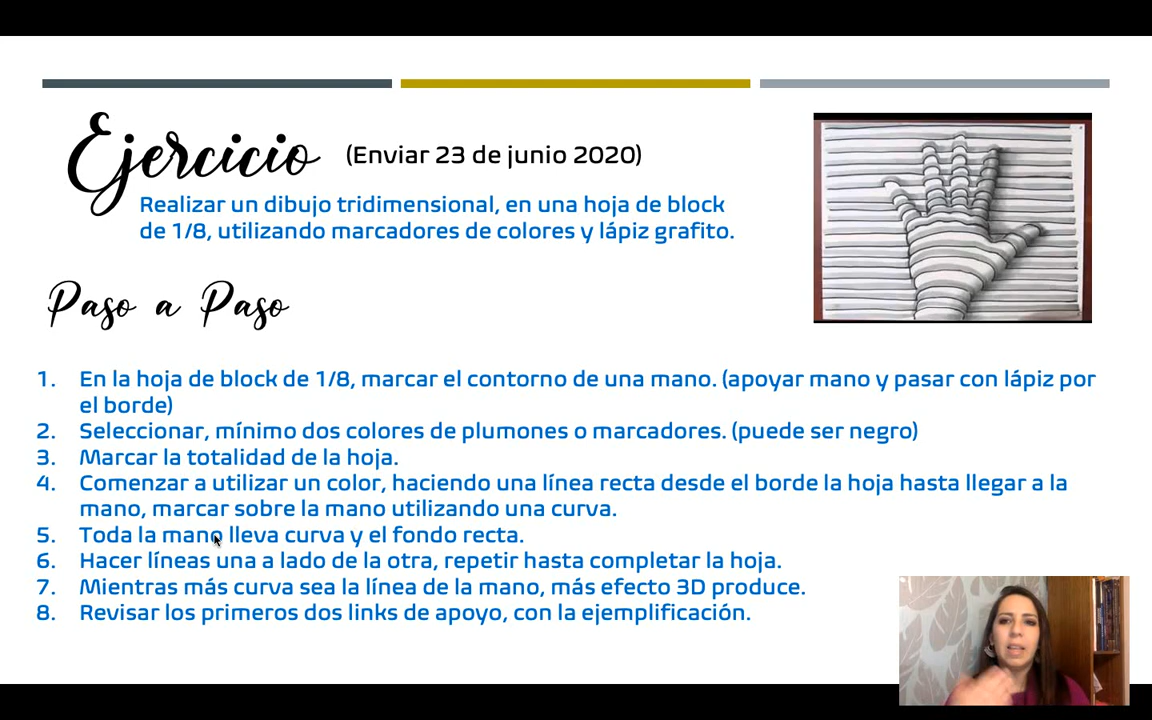 Ejercicio (Enviar 23 de junio 2020)
Realizar un dibujo tridimensional, en una hoja de block
de 1/8, utilizando marcadores de colores y lápiz grafito.
Paso a Paso
1. En la hoja de block de 1/8, marcar el contorno de una mano. (apoyar mano y pasar con lápiz por
el borde)
2. Seleccionar, mínimo dos colores de plumones o marcadores. (puede ser negro)
3. Marcar la totalidad de la hoja.
4. Comenzar a utilizar un color, haciendo una línea recta desde el borde la hoja hasta llegar a la
mano, marcar sobre la mano utilizando una curva.
5. Toda la mano lleva curva y el fondo recta.
6. Hacer líneas una a lado de la otra, repetir hasta completar la hoja.
7. Mientras más curva sea la línea de la mano, más efecto 3D produce.
8. Revisar los primeros dos links de apoyo, con la ejemplificación.